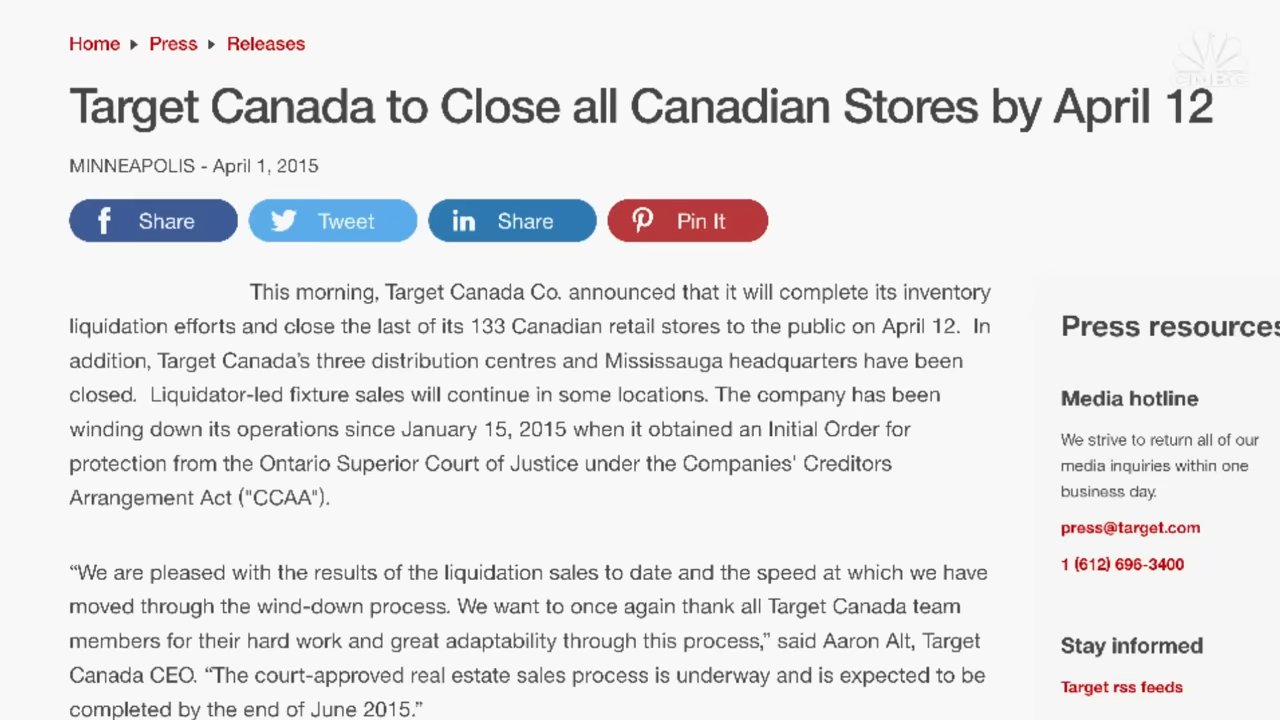 Home ▸ Press ▸ Releases
CNBC
Target Canada to Close all Canadian Stores by April 12
MINNEAPOLIS - April 1, 2015
Share
Tweet
Share
Pin It
This morning, Target Canada Co. announced that it will complete its inventory
liquidation efforts and close the last of its 133 Canadian retail stores to the public on April 12. In
addition, Target Canada's three distribution centres and Mississauga headquarters have been
closed. Liquidator-led fixture sales will continue in some locations. The company has been
winding down its operations since January 15, 2015 when it obtained an Initial Order for
protection from the Ontario Superior Court of Justice under the Companies' Creditors
Arrangement Act ("CCAA").
“We are pleased with the results of the liquidation sales to date and the speed at which we have
moved through the wind-down process. We want to once again thank all Target Canada team
members for their hard work and great adaptability through this process,” said Aaron Alt, Target
Canada CEO. “The court-approved real estate sales process is underway and is expected to be
completed by the end of June 2015.”
Press resources
Media hotline
We strive to return all of our
media inquiries within one
business day.
press@target.com
1 (612) 696-3400
Stay informed
Target rss feeds